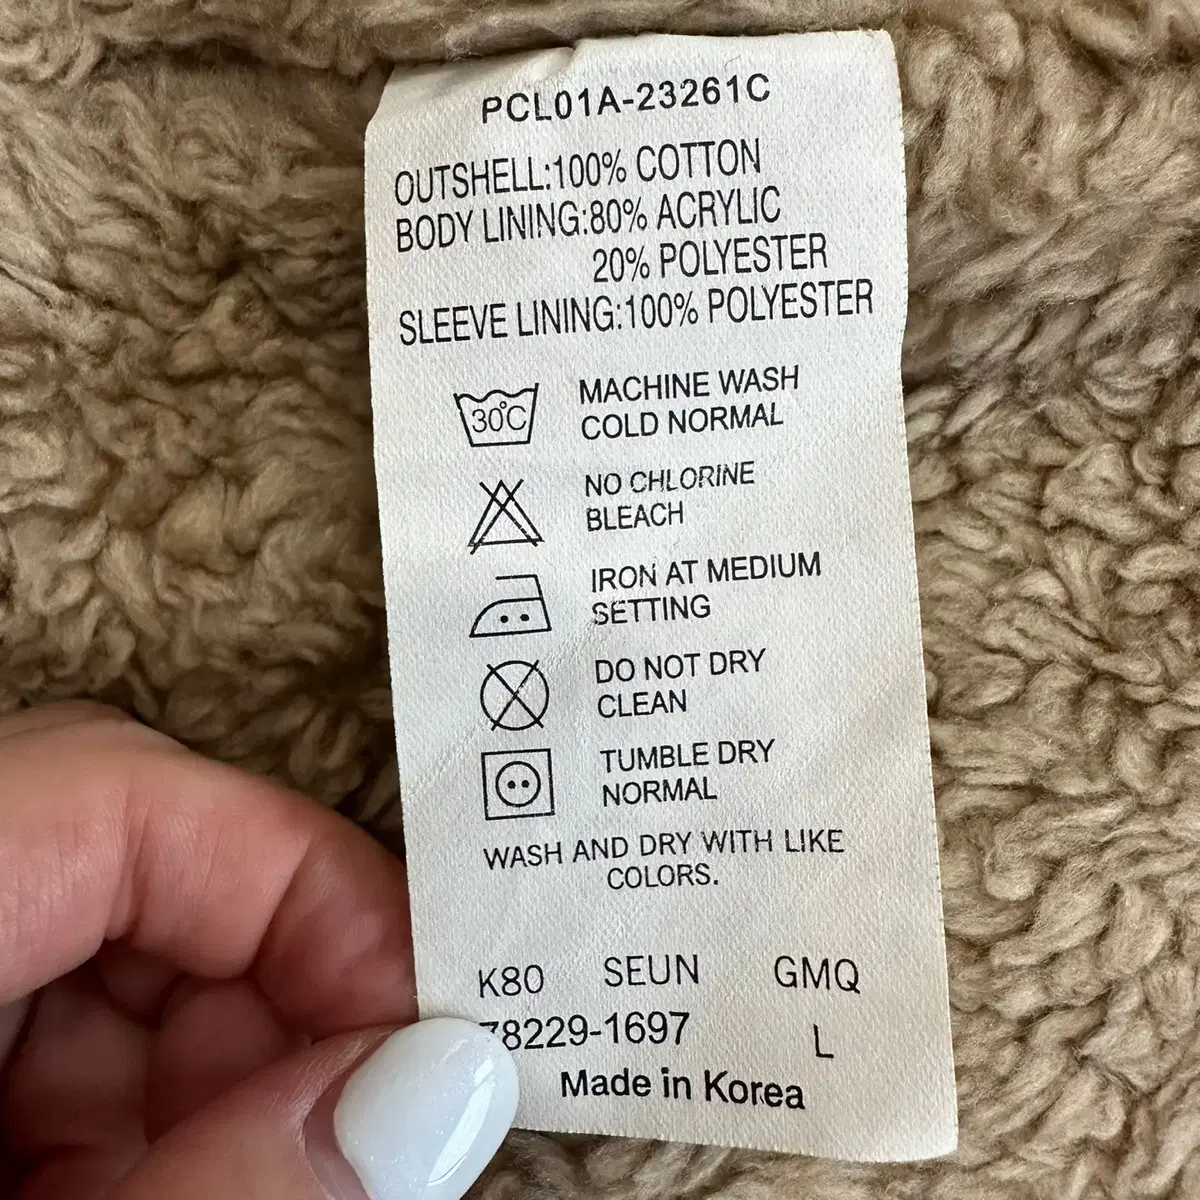 PCL01A-23261C
OUTSHELL:100% COTTON
BODY LINING:80% ACRYLIC
20% POLYESTER
SLEEVE LINING:100% POLYESTER
30°C MACHINE WASH
COLD NORMAL
NO CHLORINE
BLEACH
IRON AT MEDIUM
SETTING
DO NOT DRY
CLEAN
TUMBLE DRY
NORMAL
WASH AND DRY WITH LIKE
COLORS.
K80 SEUN GMQ
78229-1697 L
Made in Korea